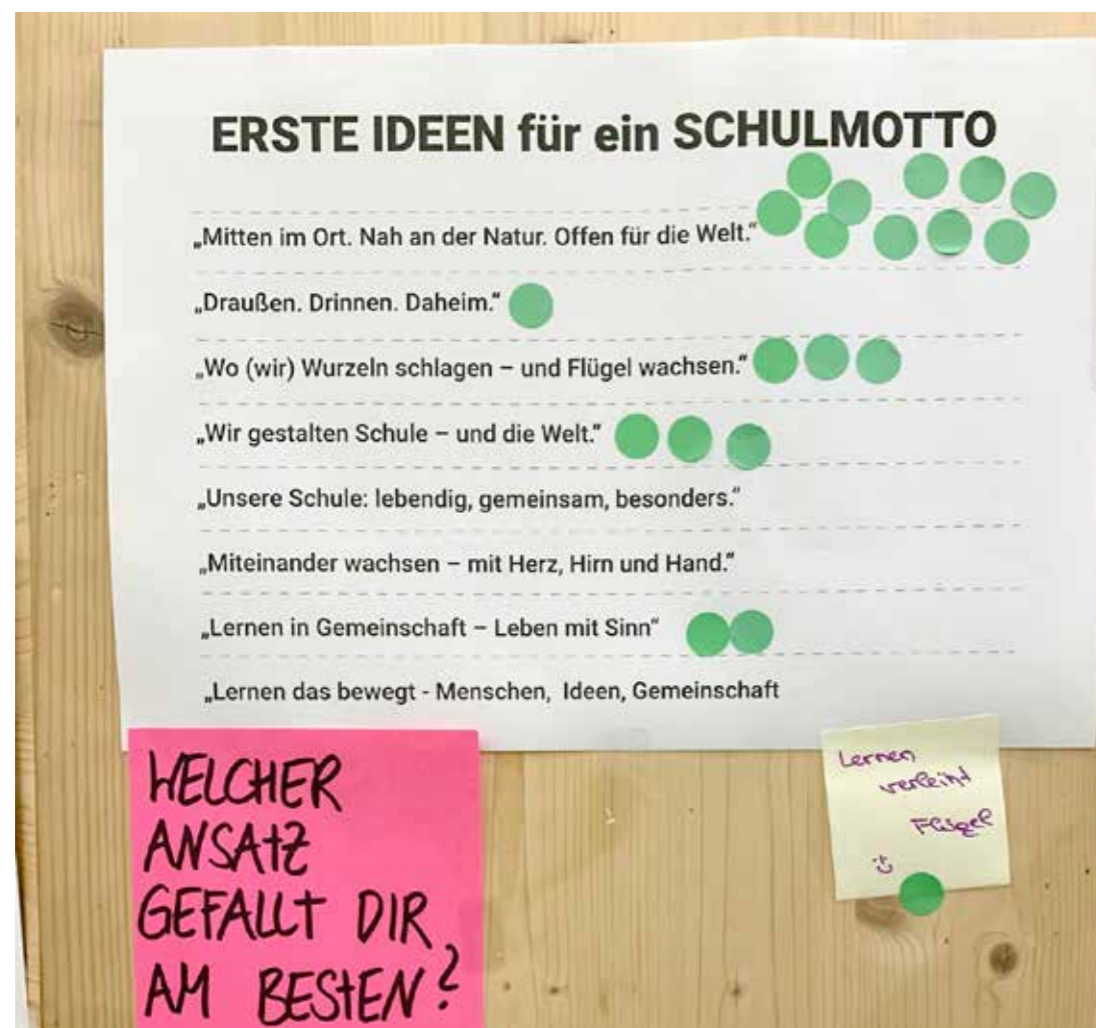 ERSTE IDEEN für ein SCHULMOTTO
„Mitten im Ort. Nah an der Natur. Offen für die Welt.“
„Draußen. Drinnen. Daheim.“
„Wo (wir) Wurzeln schlagen – und Flügel wachsen.“
„Wir gestalten Schule – und die Welt.“
„Unsere Schule: lebendig, gemeinsam, besonders.“
„Miteinander wachsen – mit Herz, Hirn und Hand.“
„Lernen in Gemeinschaft – Leben mit Sinn“
„Lernen das bewegt - Menschen, Ideen, Gemeinschaft
WELCHER
ANSATZ
GEFALLT DIR
AM BESTEN?
Lernen
verleiht
Flügel